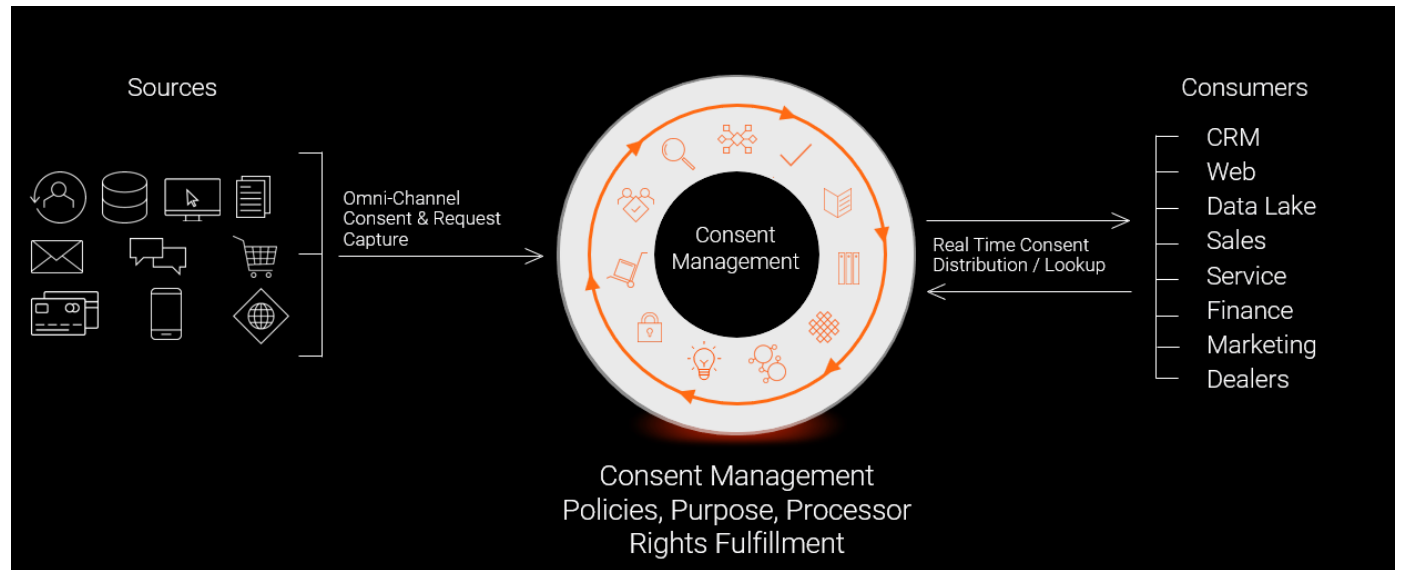 Sources
Omni-Channel
Consent & Request
Capture
Consent
Management
Real Time Consent
Distribution / Lookup
Consumers
CRM
Web
Data Lake
Sales
Service
Finance
Marketing
Dealers
Consent Management
Policies, Purpose, Processor
Rights Fulfillment